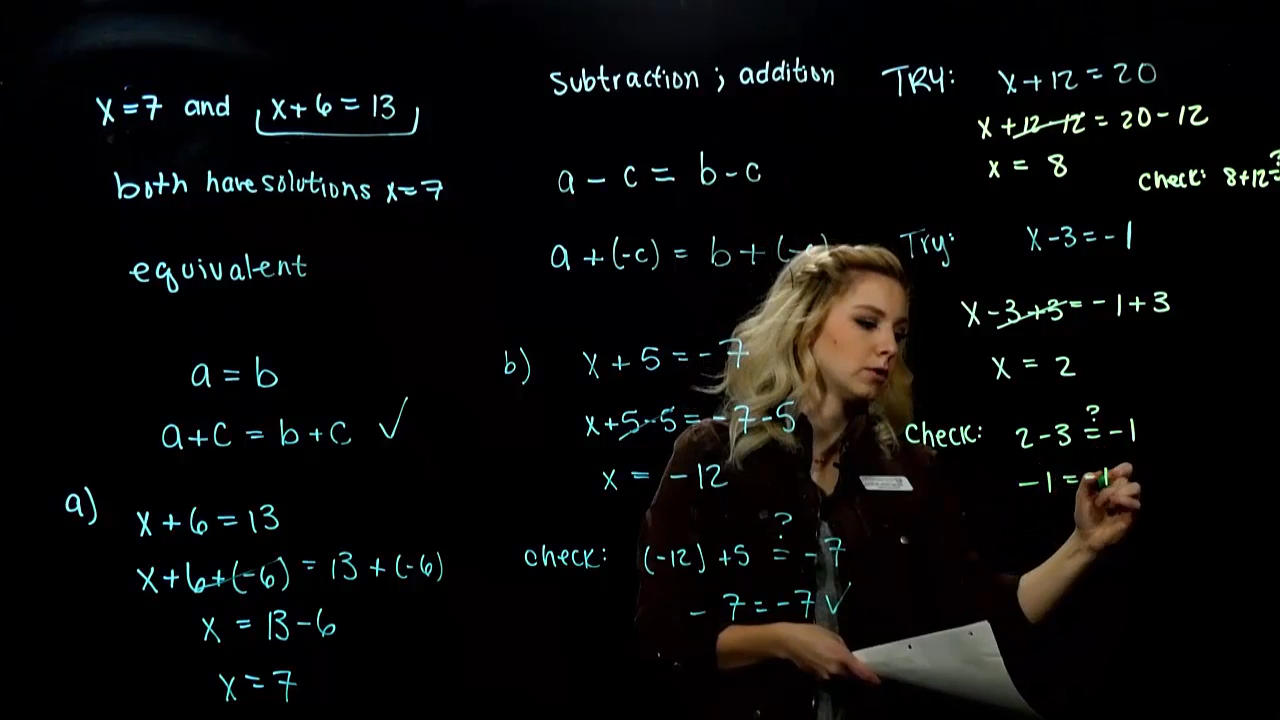 x=7 and x+6=13
both have solutions x=7
equivalent
a=b
a+c=b+c ✓
a) x+6=13
x+6+(-6)=13+(-6)
x=13-6
x=7
subtraction ; addition
a-c=b-c
a+(-c)=b+(-c)
b) x+5=-7
x+5-5=-7-5
x=-12
check: (-12)+5≟-7
-7=-7 ✓
TRY: x+12=20
x+12-12=20-12
x=8
check: 8+12≟
Try: x-3=-1
x-3+3=-1+3
x=2
check: 2-3≟-1
-1=-1